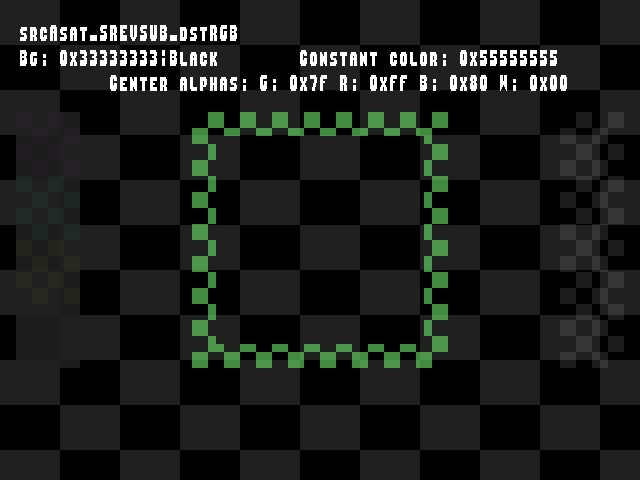 srcAsat_SREVSUB_dstRGB
Bg: 0x33333333¦Black Constant color: 0x55555555
Center alphas: G: 0x7f R: 0xff B: 0x80 W: 0x00